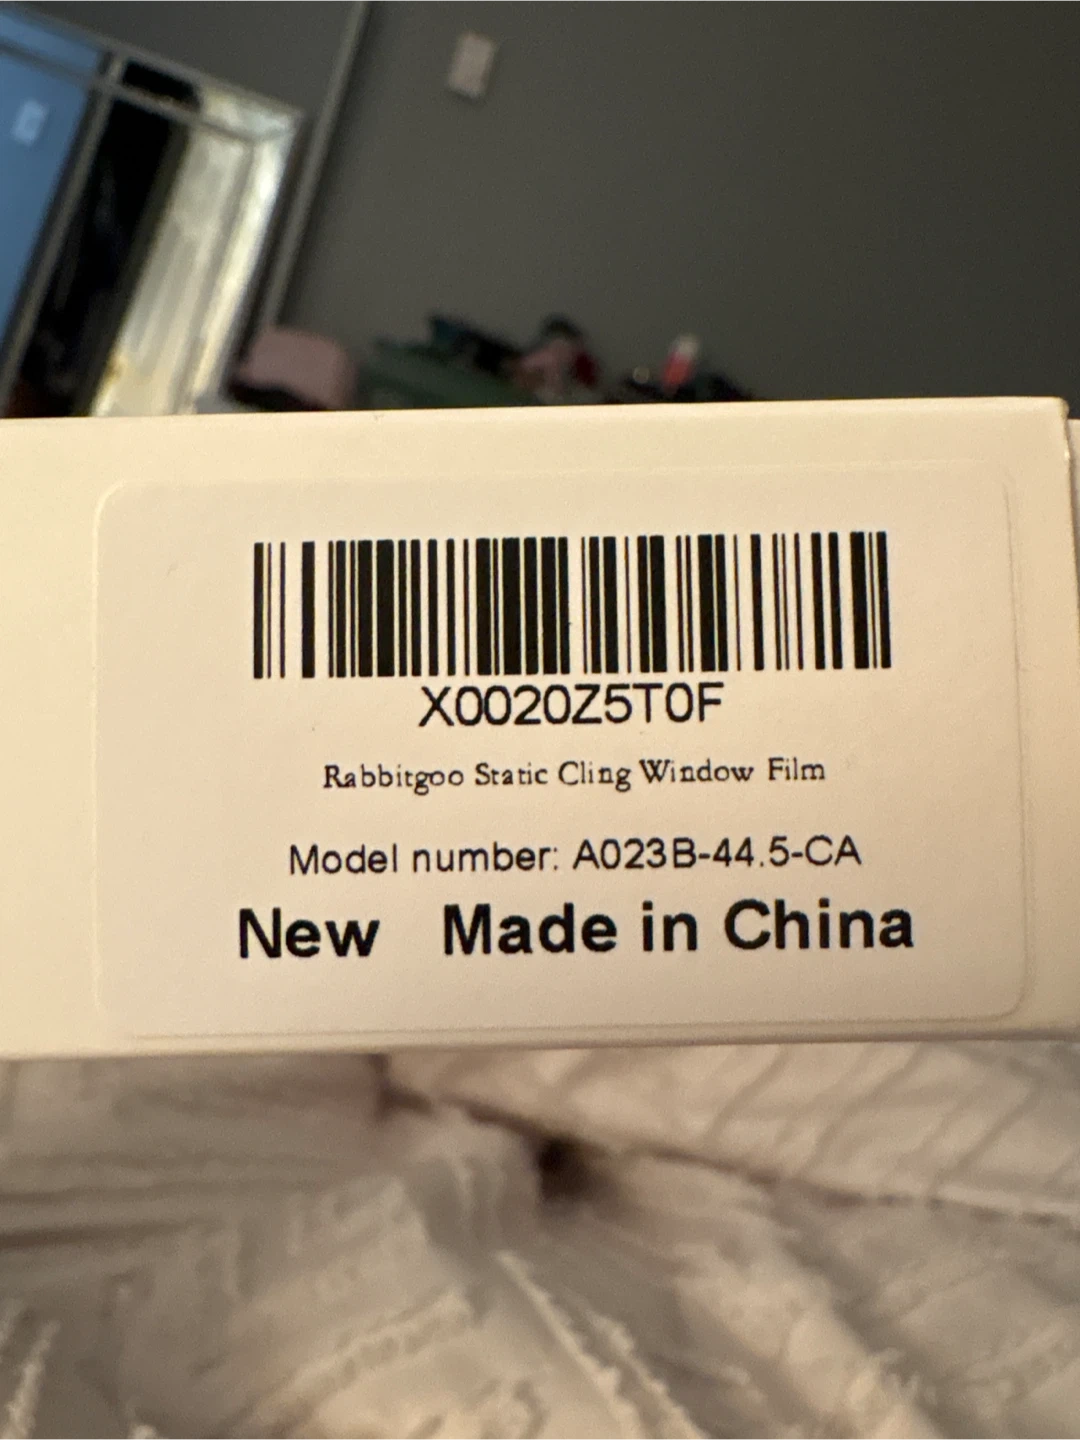 X0020Z5T0F
Rabbitgoo Static Cling Window Film
Model number: A023B-44.5-CA
New Made in China